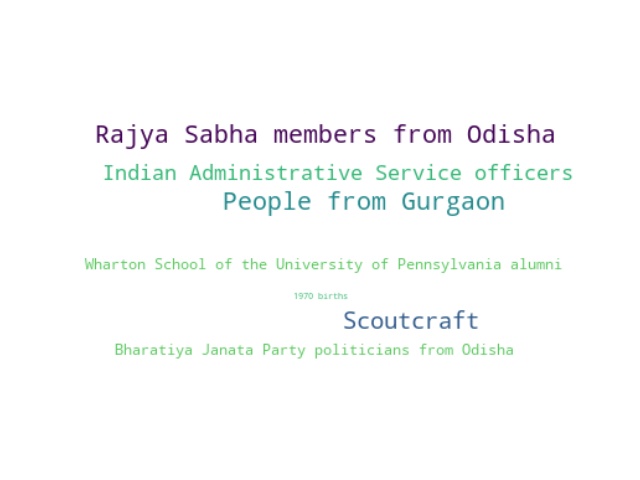 Rajya Sabha members from Odisha
Indian Administrative Service officers
People from Gurgaon
Wharton School of the University of Pennsylvania alumni
1970 births
Scoutcraft
Bharatiya Janata Party politicians from Odisha